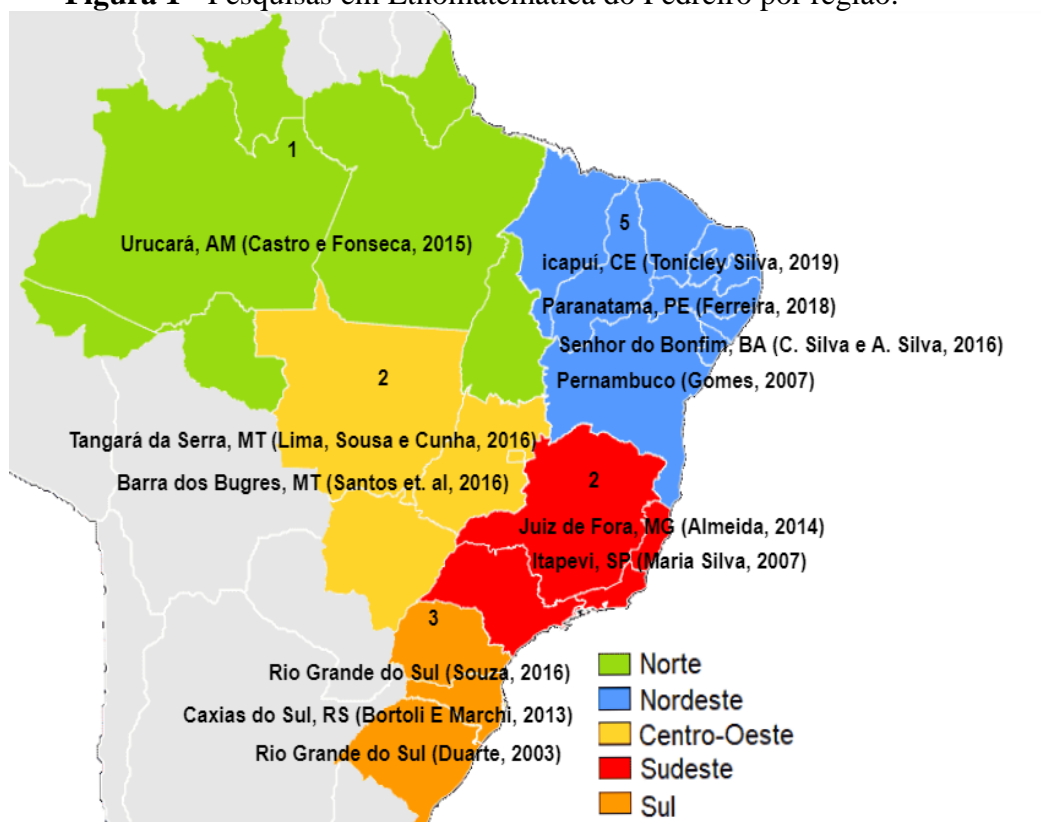 Figura 1 - Pesquisas em Etnomatemática do Pedreiro por região.
1
Urucará, AM (Castro e Fonseca, 2015)
5
icapuí, CE (Tonicley Silva, 2019)
Paranatama, PE (Ferreira, 2018)
Senhor do Bonfim, BA (C. Silva e A. Silva, 2016)
Pernambuco (Gomes, 2007)
2
Tangará da Serra, MT (Lima, Sousa e Cunha, 2016)
Barra dos Bugres, MT (Santos et. al, 2016)
2
Juiz de Fora, MG (Almeida, 2014)
Itapevi, SP (Maria Silva, 2007)
3
Rio Grande do Sul (Souza, 2016)
Caxias do Sul, RS (Bortoli E Marchi, 2013)
Rio Grande do Sul (Duarte, 2003)
Norte
Nordeste
Centro-Oeste
Sudeste
Sul